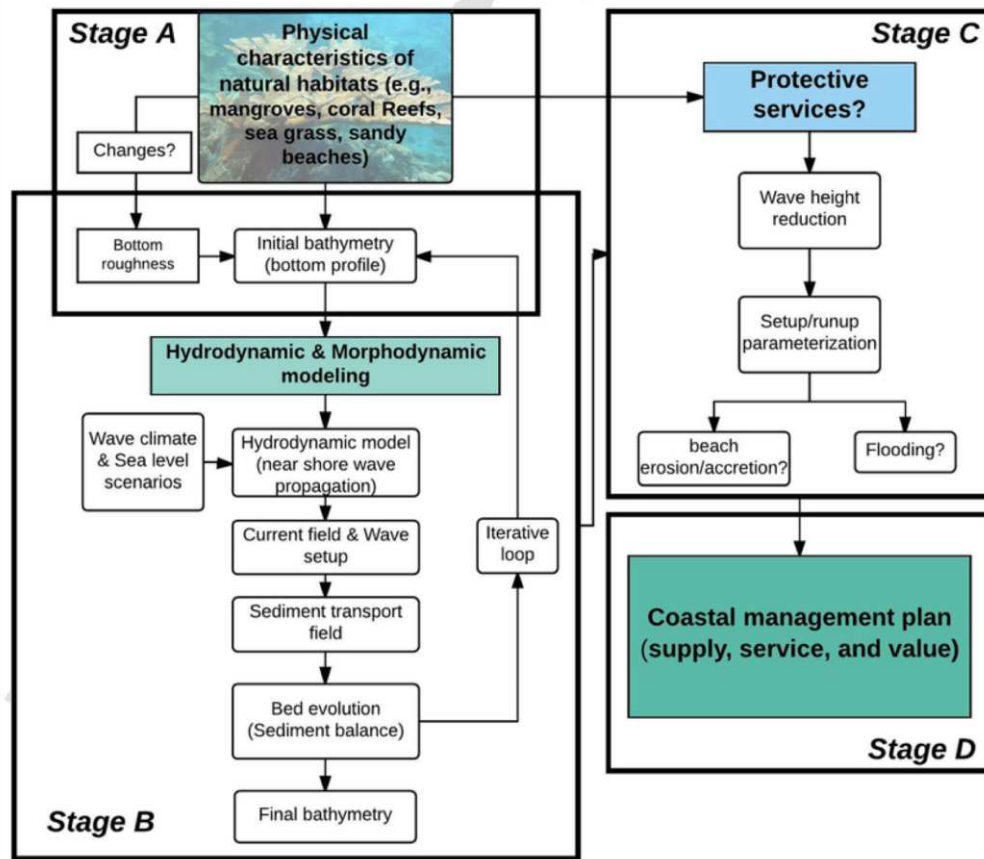 Stage A
Physical
characteristics of
natural habitats (e.g.,
mangroves, coral Reefs,
sea grass, sandy
beaches)
Changes?
Bottom
roughness
Initial bathymetry
(bottom profile)
Hydrodynamic & Morphodynamic
modeling
Wave climate
& Sea level
scenarios
Hydrodynamic model
(near shore wave
propagation)
Current field & Wave
setup
Iterative
loop
Sediment transport
field
Bed evolution
(Sediment balance)
Final bathymetry
Stage B
Stage C
Protective
services?
Wave height
reduction
Setup/runup
parameterization
beach
erosion/accretion?
Flooding?
Coastal management plan
(supply, service, and value)
Stage D